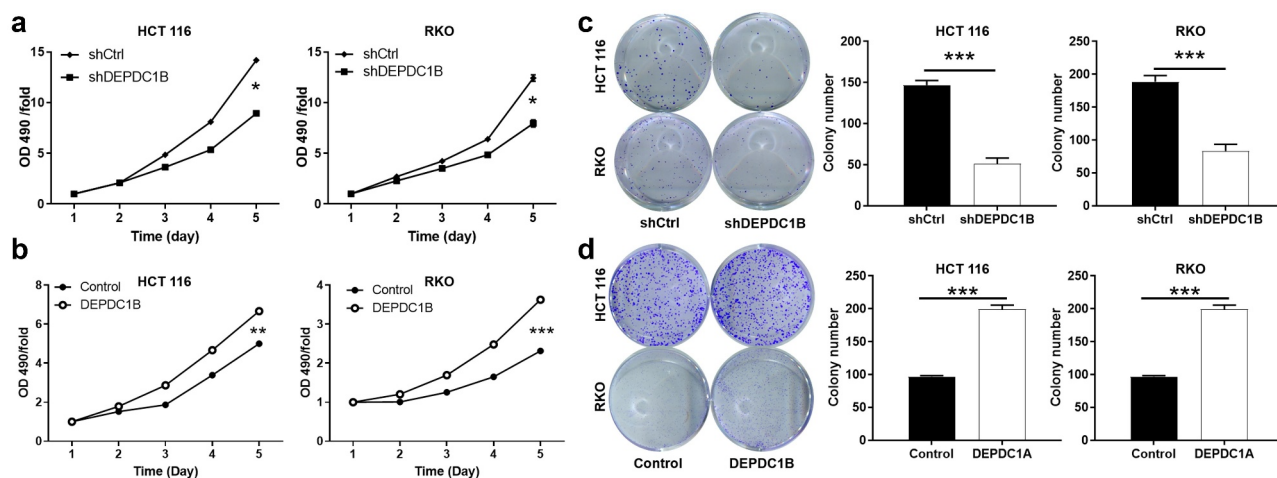 a
HCT 116
shCtrl
shDEPDC1B
15
10
5
0
OD 490 /fold
*
1 2 3 4 5
Time (day)
RKO
shCtrl
shDEPDC1B
15
10
5
0
OD 490 /fold
*
1 2 3 4 5
Time (day)
b
HCT 116
Control
DEPDC1B
8
6
4
2
0
OD 490/fold
**
1 2 3 4 5
Time (Day)
RKO
Control
DEPDC1B
4
3
2
1
0
OD 490/fold
***
1 2 3 4 5
Time (Day)
c
HCT 116
RKO
shCtrl shDEPDC1B
HCT 116
200
150
100
50
0
Colony number
***
shCtrl shDEPDC1B
RKO
250
200
150
100
50
0
Colony number
***
shCtrl shDEPDC1B
d
HCT 116
RKO
Control DEPDC1B
HCT 116
250
200
150
100
50
0
Colony number
***
Control DEPDC1A
RKO
250
200
150
100
50
0
Colony number
***
Control DEPDC1A